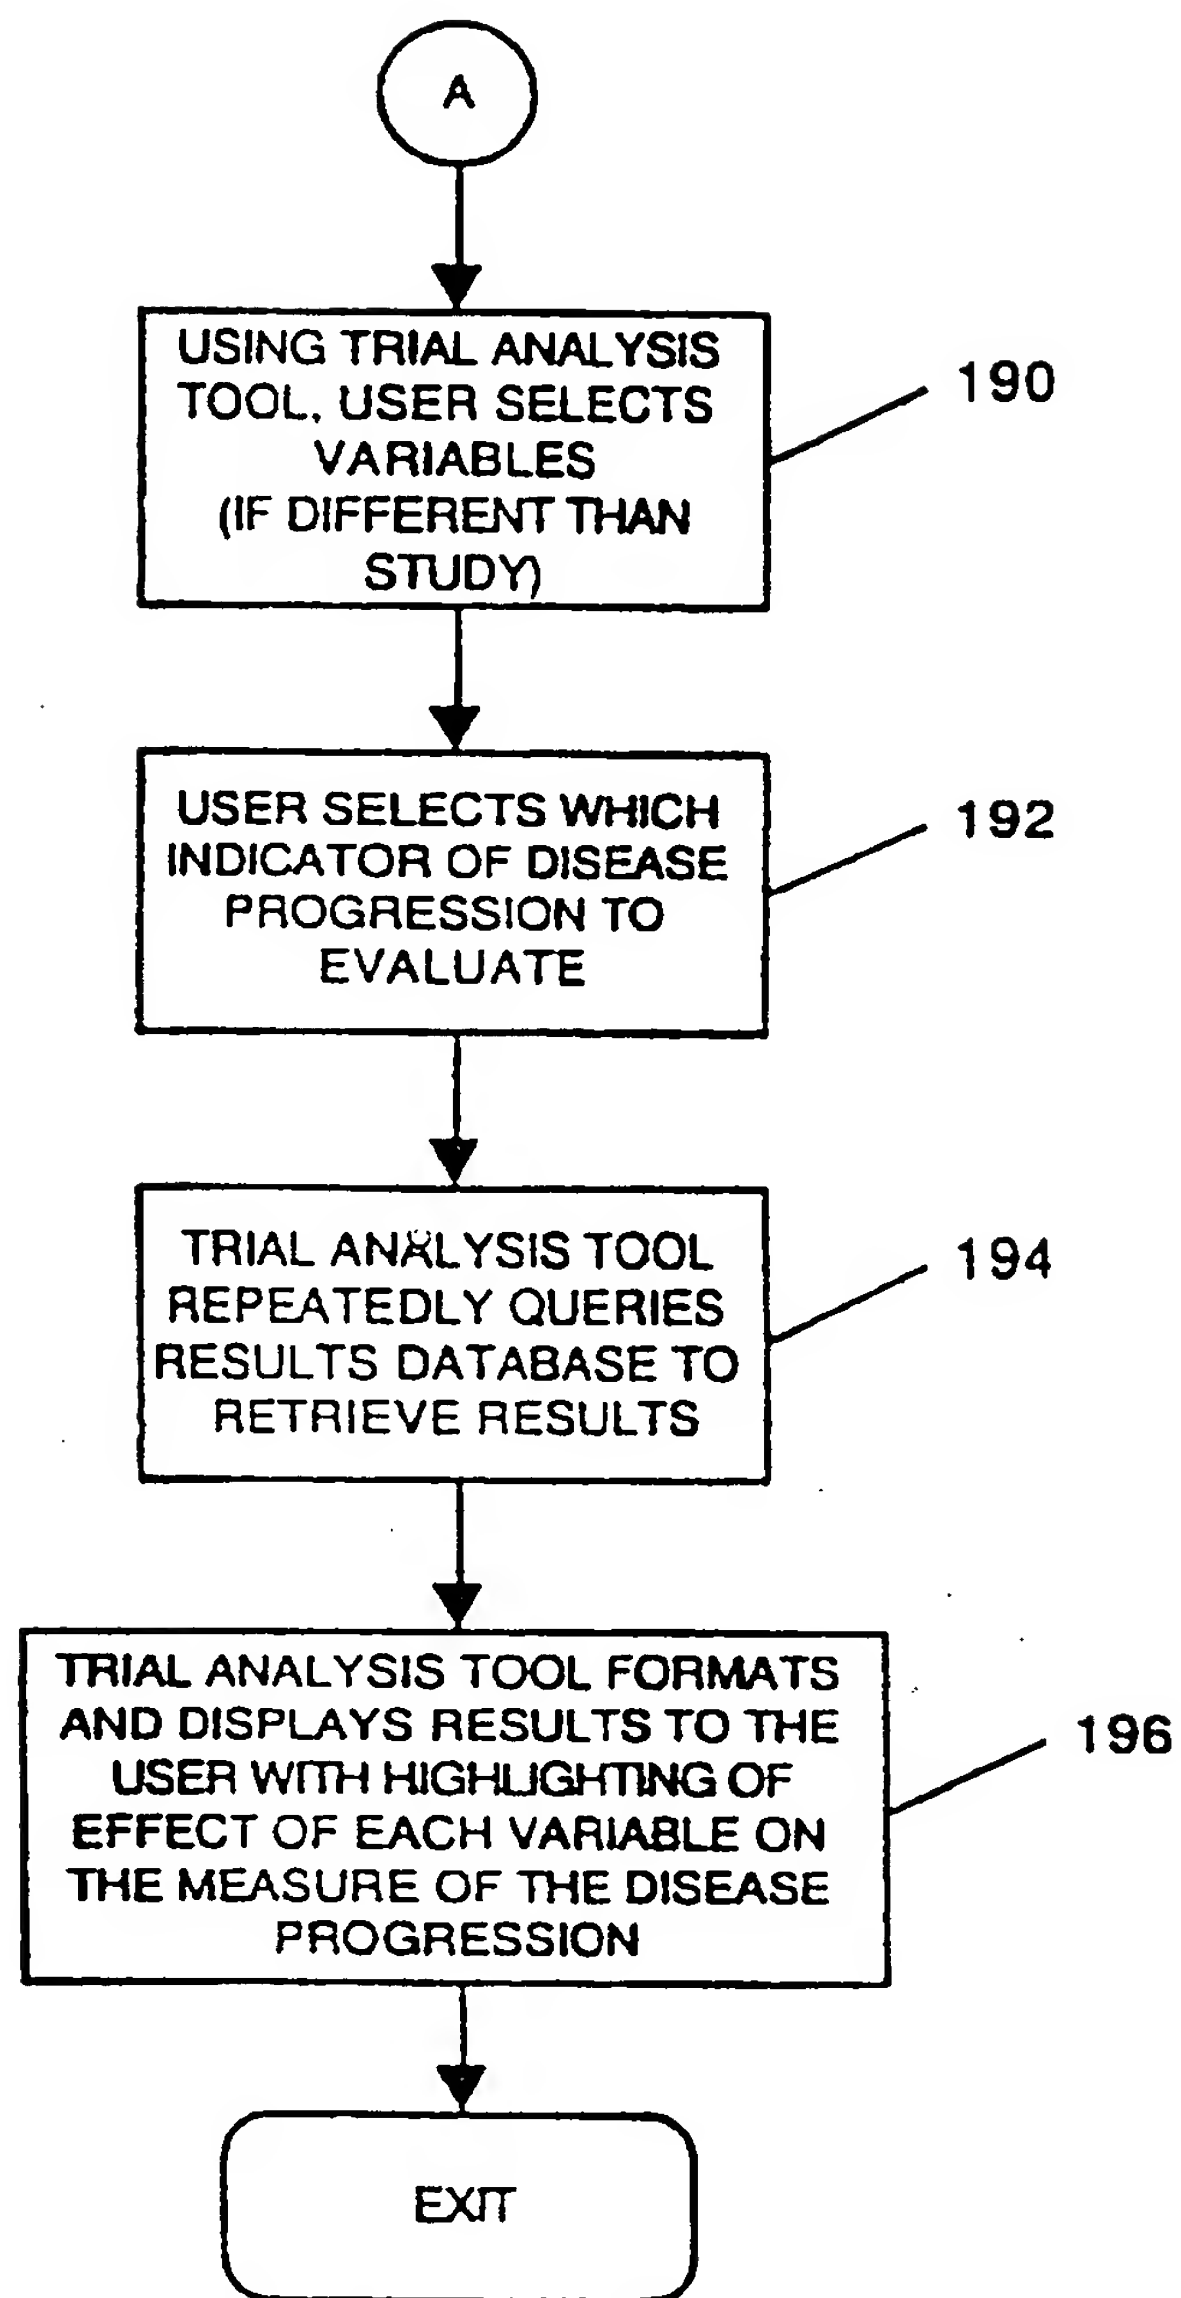 A
USING TRIAL ANALYSIS
TOOL, USER SELECTS
VARIABLES
(IF DIFFERENT THAN
STUDY)
190
USER SELECTS WHICH
INDICATOR OF DISEASE
PROGRESSION TO
EVALUATE
192
TRIAL ANALYSIS TOOL
REPEATEDLY QUERIES
RESULTS DATABASE TO
RETRIEVE RESULTS
194
TRIAL ANALYSIS TOOL FORMATS
AND DISPLAYS RESULTS TO THE
USER WITH HIGHLIGHTING OF
EFFECT OF EACH VARIABLE ON
THE MEASURE OF THE DISEASE
PROGRESSION
196
EXIT